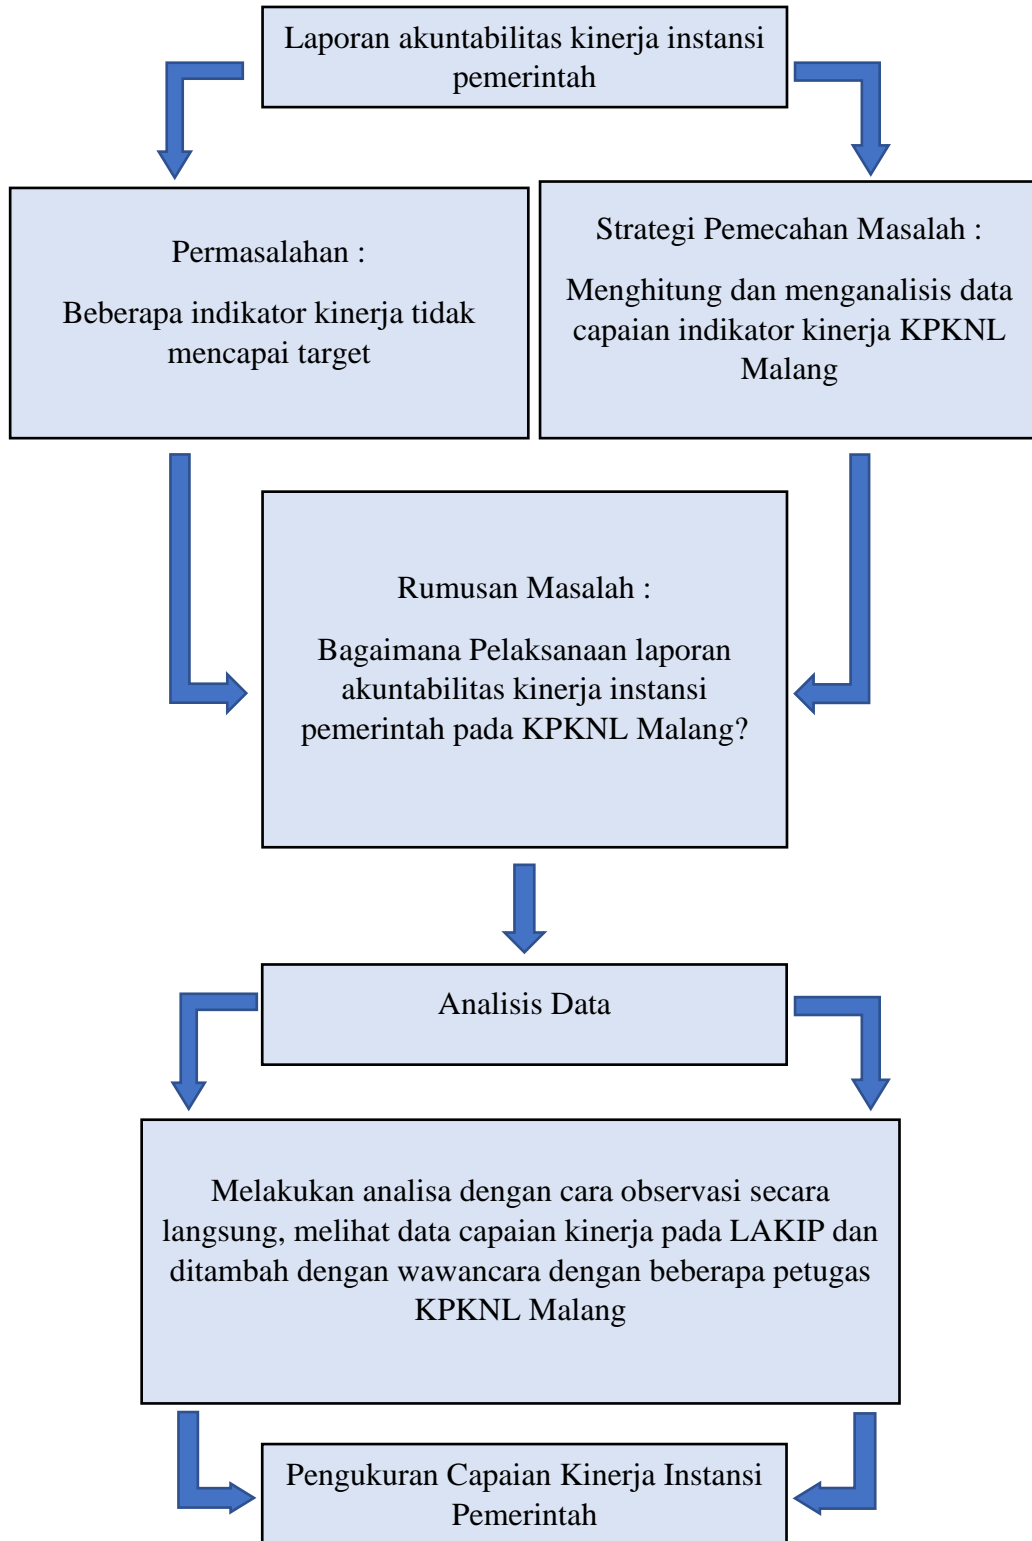 Laporan akuntabilitas kinerja instansi
pemerintah
Permasalahan :
Beberapa indikator kinerja tidak
mencapai target
Strategi Pemecahan Masalah :
Menghitung dan menganalisis data
capaian indikator kinerja KPKNL
Malang
Rumusan Masalah :
Bagaimana Pelaksanaan laporan
akuntabilitas kinerja instansi
pemerintah pada KPKNL Malang?
Analisis Data
Melakukan analisa dengan cara observasi secara
langsung, melihat data capaian kinerja pada LAKIP dan
ditambah dengan wawancara dengan beberapa petugas
KPKNL Malang
Pengukuran Capaian Kinerja Instansi
Pemerintah